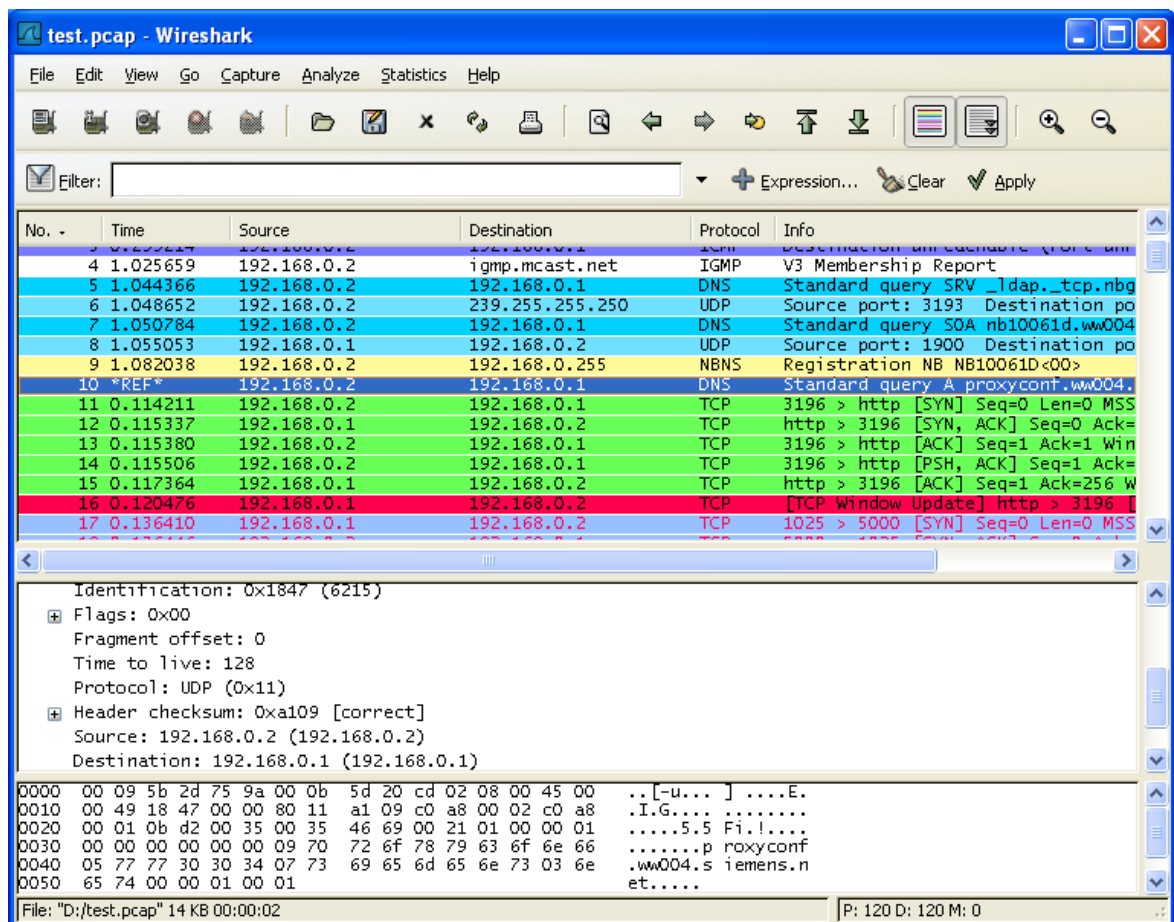 test.pcap - Wireshark
File Edit View Go Capture Analyze Statistics Help
Filter: Expression... Clear Apply
No. Time Source Destination Protocol Info
3 0.299214 192.168.0.2 192.168.0.1 ICMP Destination unreachable (Port unr
4 1.025659 192.168.0.2 igmp.mcast.net IGMP V3 Membership Report
5 1.044366 192.168.0.2 192.168.0.1 DNS Standard query SRV _ldap._tcp.nbg
6 1.048652 192.168.0.2 239.255.255.250 UDP Source port: 3193 Destination po
7 1.050784 192.168.0.2 192.168.0.1 DNS Standard query SOA nb10061d.ww004
8 1.055053 192.168.0.1 192.168.0.2 UDP Source port: 1900 Destination po
9 1.082038 192.168.0.2 192.168.0.255 NBNS Registration NB NB10061D<00>
10 *REF* 192.168.0.2 192.168.0.1 DNS Standard query A proxyconf.ww004.
11 0.114211 192.168.0.2 192.168.0.1 TCP 3196 > http [SYN] Seq=0 Len=0 MSS
12 0.115337 192.168.0.1 192.168.0.2 TCP http > 3196 [SYN, ACK] Seq=0 Ack=
13 0.115380 192.168.0.2 192.168.0.1 TCP 3196 > http [ACK] Seq=1 Ack=1 Win
14 0.115506 192.168.0.2 192.168.0.1 TCP 3196 > http [PSH, ACK] Seq=1 Ack=
15 0.117364 192.168.0.1 192.168.0.2 TCP http > 3196 [ACK] Seq=1 Ack=256 W
16 0.120476 192.168.0.1 192.168.0.2 TCP [TCP Window Update] http > 3196 [
17 0.136410 192.168.0.1 192.168.0.2 TCP 1025 > 5000 [SYN] Seq=0 Len=0 MSS
Identification: 0x1847 (6215)
Flags: 0x00
Fragment offset: 0
Time to live: 128
Protocol: UDP (0x11)
Header checksum: 0xa109 [correct]
Source: 192.168.0.2 (192.168.0.2)
Destination: 192.168.0.1 (192.168.0.1)
0000 00 09 5b 2d 75 9a 00 0b 5d 20 cd 02 08 00 45 00 ..[-u... ] ....E.
0010 00 49 18 47 00 00 80 11 a1 09 c0 a8 00 02 c0 a8 .I.G.... ........
0020 00 01 0b d2 00 35 00 35 46 69 00 21 01 00 00 01 .....5.5 Fi.!....
0030 00 00 00 00 00 00 09 70 72 6f 78 79 63 6f 6e 66 .......p roxyconf
0040 05 77 77 30 30 34 07 73 69 65 6d 65 6e 73 03 6e .ww004.s iemens.n
0050 65 74 00 00 01 00 01 et.....
File: "D:/test.pcap" 14 KB 00:00:02 P: 120 D: 120 M: 0